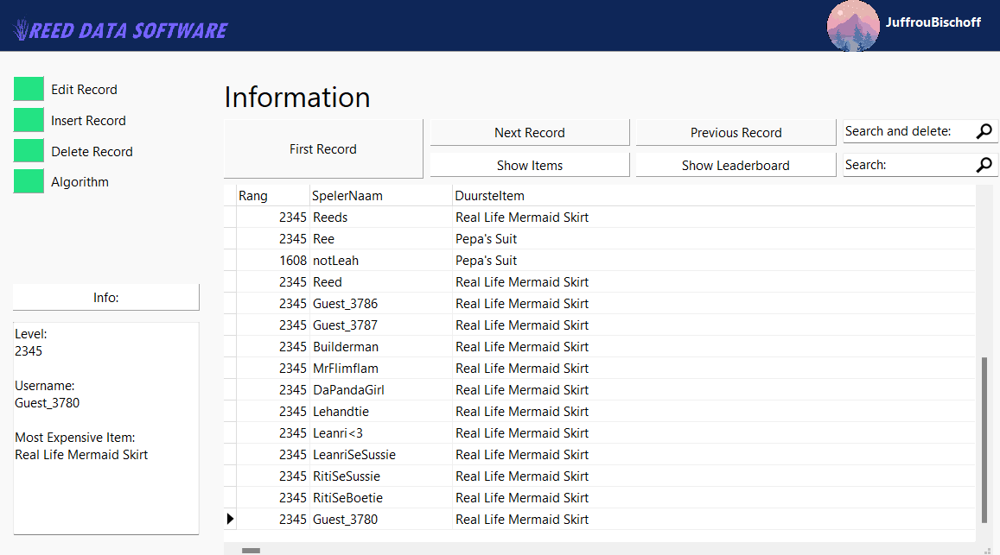 REED DATA SOFTWARE
JuffrouBischoff
Edit Record
Insert Record
Delete Record
Algorithm
Info:
Level:
2345
Username:
Guest_3780
Most Expensive Item:
Real Life Mermaid Skirt
Information
First Record
Next Record
Previous Record
Search and delete:
Show Items
Show Leaderboard
Search:
Rang SpelerNaam DuursteItem
2345 Reeds Real Life Mermaid Skirt
2345 Ree Pepa's Suit
1608 notLeah Pepa's Suit
2345 Reed Real Life Mermaid Skirt
2345 Guest_3786 Real Life Mermaid Skirt
2345 Guest_3787 Real Life Mermaid Skirt
2345 Builderman Real Life Mermaid Skirt
2345 MrFlimflam Real Life Mermaid Skirt
2345 DaPandaGirl Real Life Mermaid Skirt
2345 Lehandtie Real Life Mermaid Skirt
2345 Leanri<3 Real Life Mermaid Skirt
2345 LeanriSeSussie Real Life Mermaid Skirt
2345 RitiSeSussie Real Life Mermaid Skirt
2345 RitiSeBoetie Real Life Mermaid Skirt
2345 Guest_3780 Real Life Mermaid Skirt